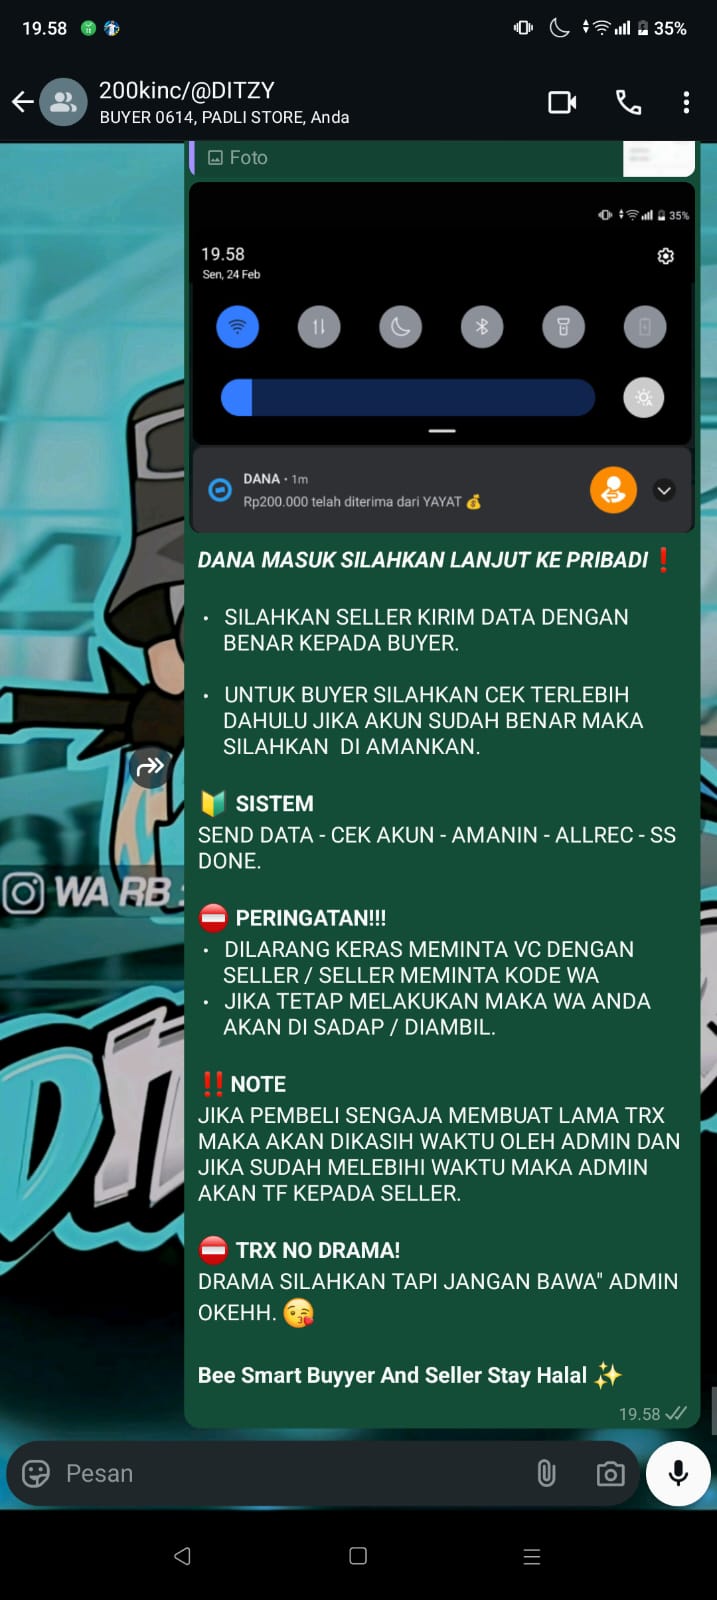 19.58
35%
200kinc/@DITZY
BUYER 0614, PADLI STORE, Anda
Foto
35%
19.58
Sen, 24 Feb
DANA • 1m
Rp200.000 telah diterima dari YAYAT 💰
DANA MASUK SILAHKAN LANJUT KE PRIBADI ❗
• SILAHKAN SELLER KIRIM DATA DENGAN
BENAR KEPADA BUYER.
• UNTUK BUYER SILAHKAN CEK TERLEBIH
DAHULU JIKA AKUN SUDAH BENAR MAKA
SILAHKAN DI AMANKAN.
🔰 SISTEM
SEND DATA - CEK AKUN - AMANIN - ALLREC - SS
DONE.
WA RB :
⛔ PERINGATAN!!!
• DILARANG KERAS MEMINTA VC DENGAN
SELLER / SELLER MEMINTA KODE WA
• JIKA TETAP MELAKUKAN MAKA WA ANDA
AKAN DI SADAP / DIAMBIL.
‼️ NOTE
JIKA PEMBELI SENGAJA MEMBUAT LAMA TRX
MAKA AKAN DIKASIH WAKTU OLEH ADMIN DAN
JIKA SUDAH MELEBIHI WAKTU MAKA ADMIN
AKAN TF KEPADA SELLER.
⛔ TRX NO DRAMA!
DRAMA SILAHKAN TAPI JANGAN BAWA" ADMIN
OKEHH. 😘
Bee Smart Buyyer And Seller Stay Halal ✨
19.58
Pesan